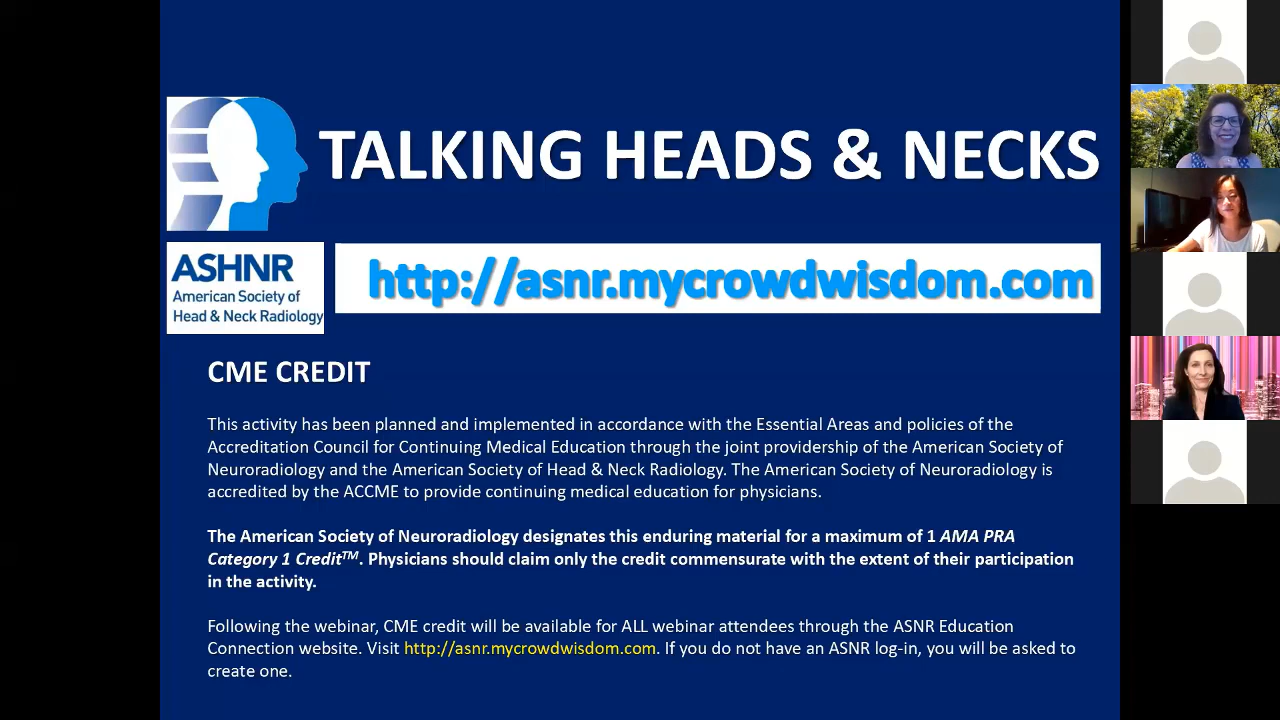 TALKING HEADS & NECKS
ASHNR
American Society of
Head & Neck Radiology
http://asnr.mycrowdwisdom.com
CME CREDIT
This activity has been planned and implemented in accordance with the Essential Areas and policies of the
Accreditation Council for Continuing Medical Education through the joint providership of the American Society of
Neuroradiology and the American Society of Head & Neck Radiology. The American Society of Neuroradiology is
accredited by the ACCME to provide continuing medical education for physicians.
The American Society of Neuroradiology designates this enduring material for a maximum of 1 AMA PRA
Category 1 Credit™. Physicians should claim only the credit commensurate with the extent of their participation
in the activity.
Following the webinar, CME credit will be available for ALL webinar attendees through the ASNR Education
Connection website. Visit http://asnr.mycrowdwisdom.com. If you do not have an ASNR log-in, you will be asked to
create one.